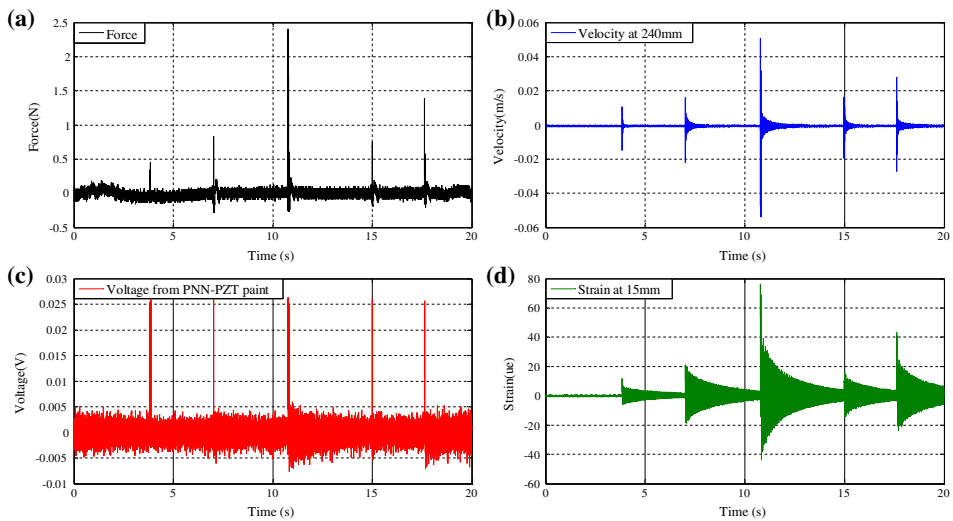 (a)
Force
2.5
2
1.5
1
0.5
0
-0.5
Force(N)
0 5 10 15 20
Time (s)
(b)
Velocity at 240mm
0.06
0.04
0.02
0
-0.02
-0.04
-0.06
Velocity(m/s)
0 5 10 15 20
Time (s)
(c)
Voltage from PNN-PZT paint
0.03
0.025
0.02
0.015
0.01
0.005
0
-0.005
-0.01
Voltage(V)
0 5 10 15 20
Time (s)
(d)
Strain at 15mm
80
60
40
20
0
-20
-40
-60
Strain(ue)
0 5 10 15 20
Time (s)